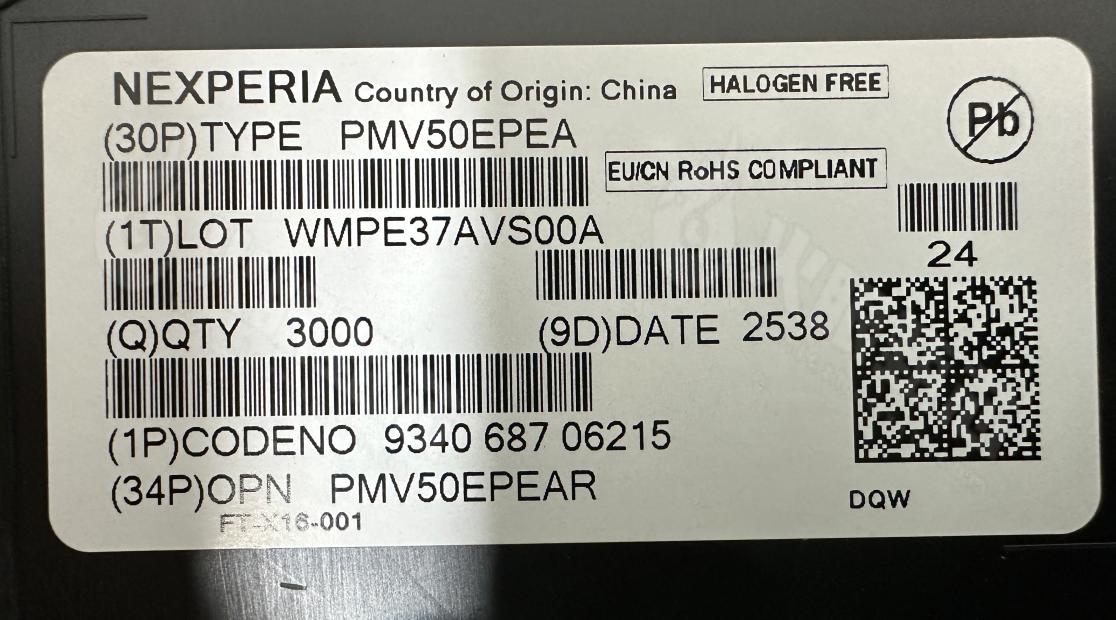 NEXPERIA Country of Origin: China HALOGEN FREE
Pb
(30P)TYPE PMV50EPEA
EU/CN RoHS COMPLIANT
(1T)LOT WMPE37AVS00A
24
(Q)QTY 3000 (9D)DATE 2538
(1P)CODENO 9340 687 06215
(34P)OPN PMV50EPEAR
DQW
FT-X16-001